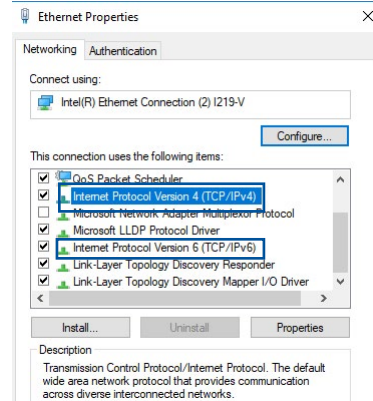 Ethernet Properties
Networking Authentication
Connect using:
Intel(R) Ethernet Connection (2) I219-V
Configure...
This connection uses the following items:
QoS Packet Scheduler
Internet Protocol Version 4 (TCP/IPv4)
Microsoft Network Adapter Multiplexor Protocol
Microsoft LLDP Protocol Driver
Internet Protocol Version 6 (TCP/IPv6)
Link-Layer Topology Discovery Responder
Link-Layer Topology Discovery Mapper I/O Driver
Install... Uninstall Properties
Description
Transmission Control Protocol/Internet Protocol. The default
wide area network protocol that provides communication
across diverse interconnected networks.